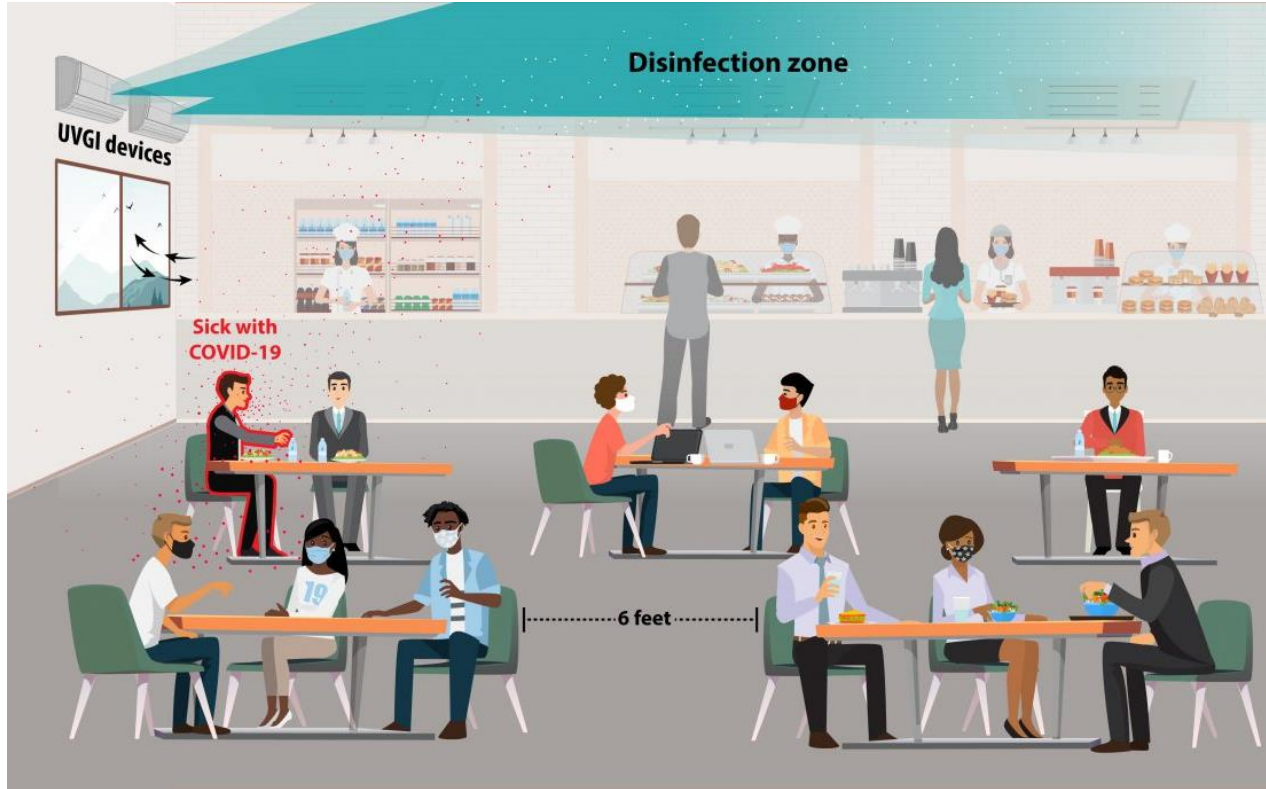 Disinfection zone
UVGI devices
Sick with
COVID-19
19
6 feet